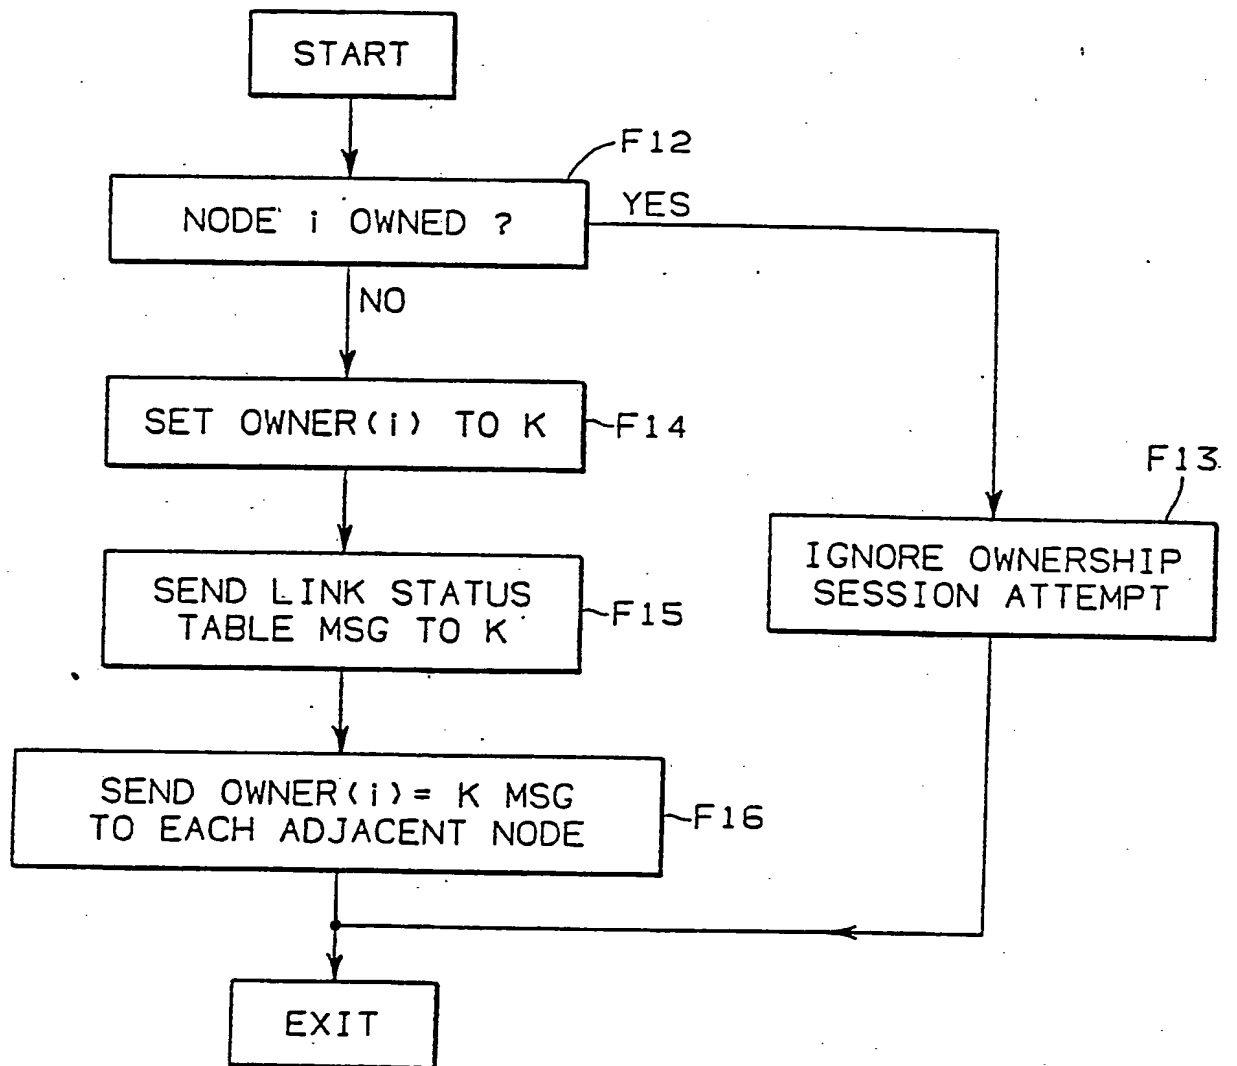 START
F12
NODE i OWNED ?
YES
NO
SET OWNER(i) TO K
F14
F13
IGNORE OWNERSHIP
SESSION ATTEMPT
SEND LINK STATUS
TABLE MSG TO K
F15
SEND OWNER(i)= K MSG
TO EACH ADJACENT NODE
F16
EXIT